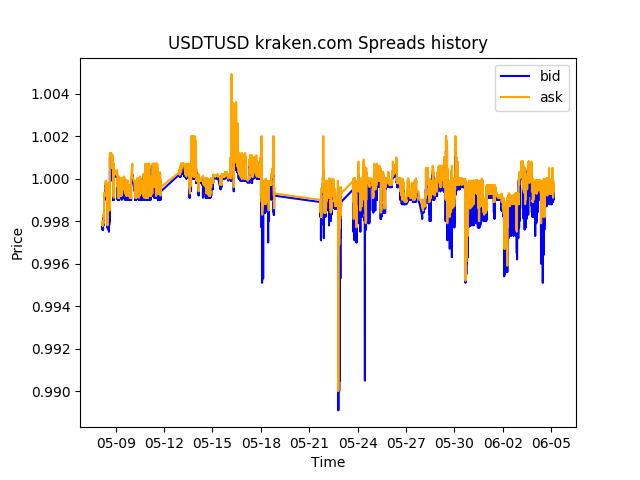 USDTUSD kraken.com Spreads history
bid
ask
1.004
1.002
1.000
0.998
0.996
0.994
0.992
0.990
Price
05-09 05-12 05-15 05-18 05-21 05-24 05-27 05-30 06-02 06-05
Time